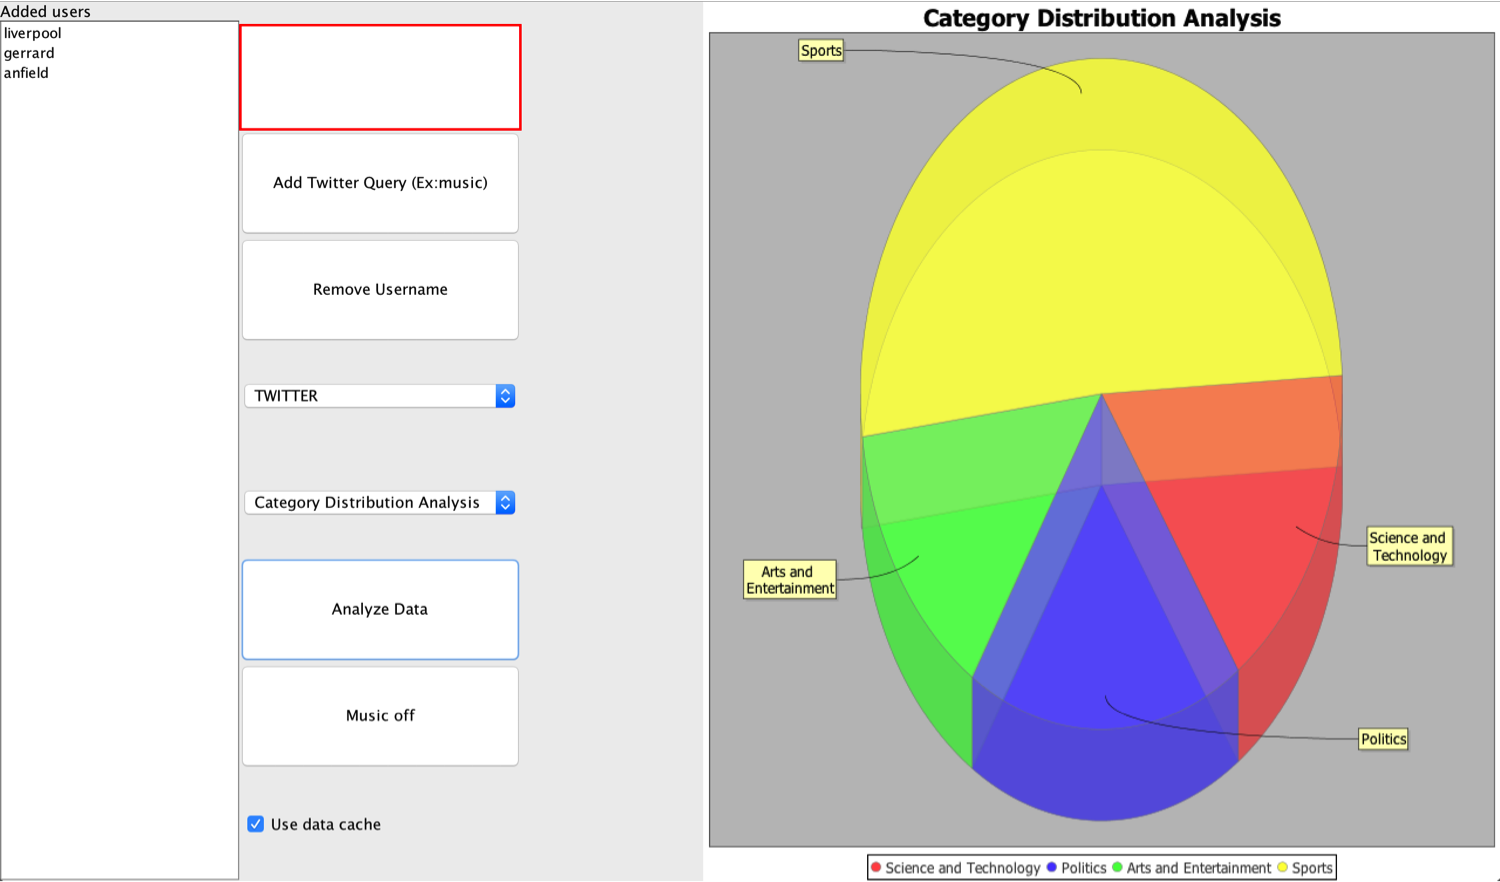 Added users
liverpool
gerrard
anfield
Add Twitter Query (Ex:music)
Remove Username
TWITTER
Category Distribution Analysis
Analyze Data
Music off
Use data cache
Category Distribution Analysis
Sports
Science and
Technology
Arts and
Entertainment
Politics
Science and Technology Politics Arts and Entertainment Sports